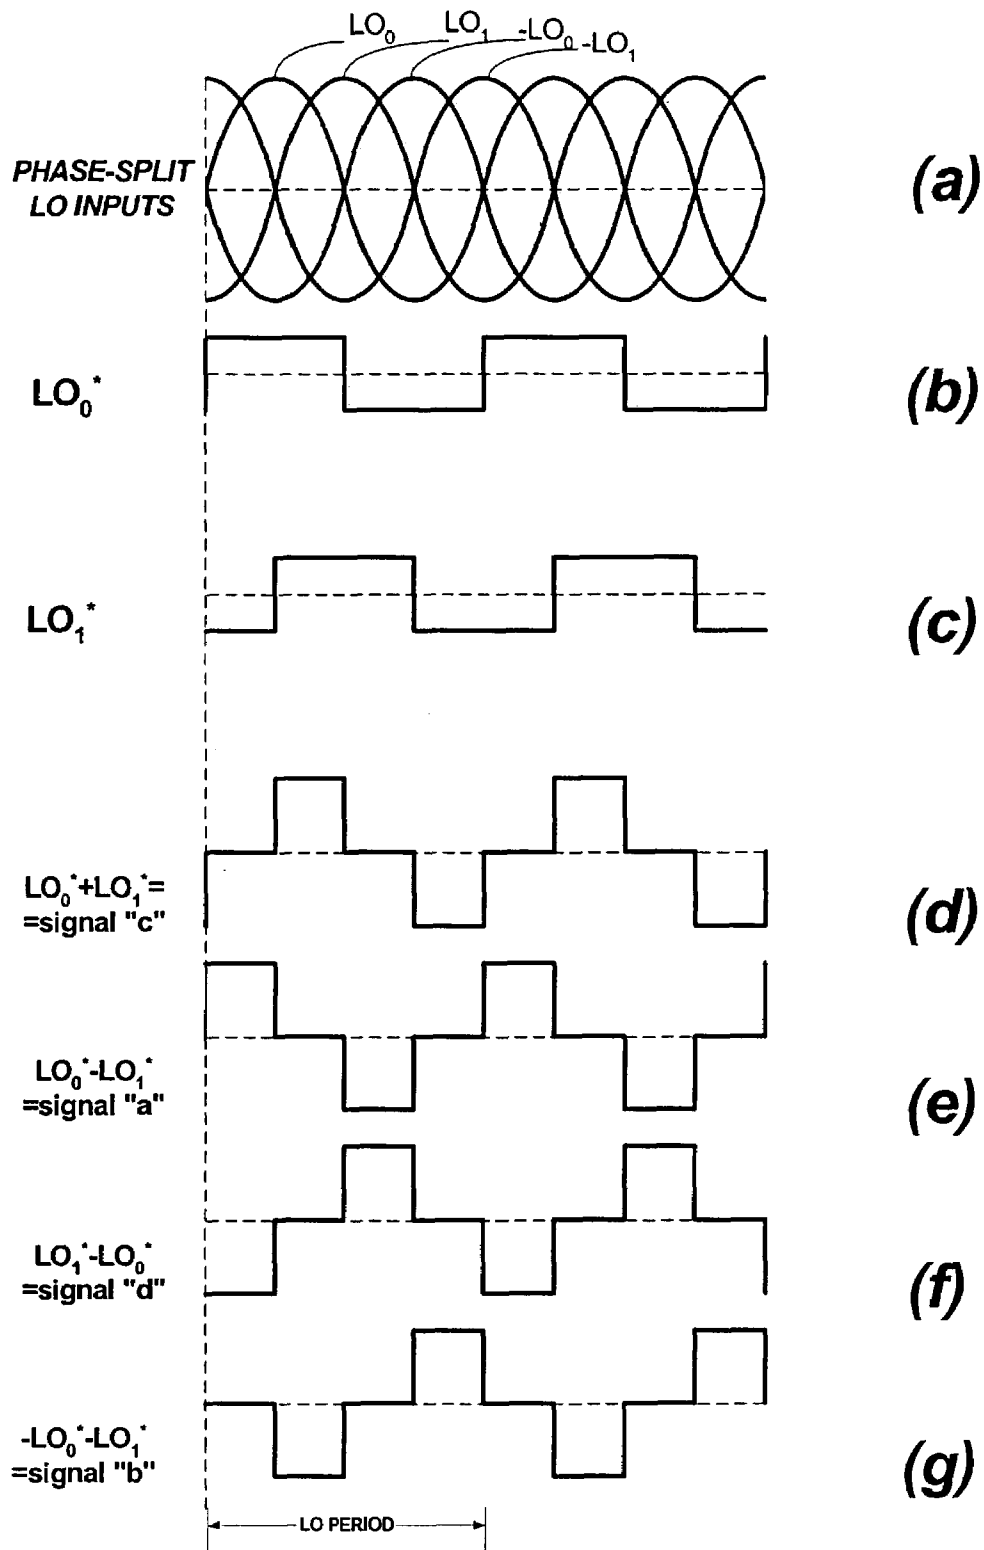 LO₀ LO₁ -LO₀ -LO₁
PHASE-SPLIT
LO INPUTS
(a)
LO₀*
(b)
LO₁*
(c)
LO₀*+LO₁*=
=signal "c"
(d)
LO₀*-LO₁*
=signal "a"
(e)
LO₁*-LO₀*
=signal "d"
(f)
-LO₀*-LO₁*
=signal "b"
(g)
LO PERIOD